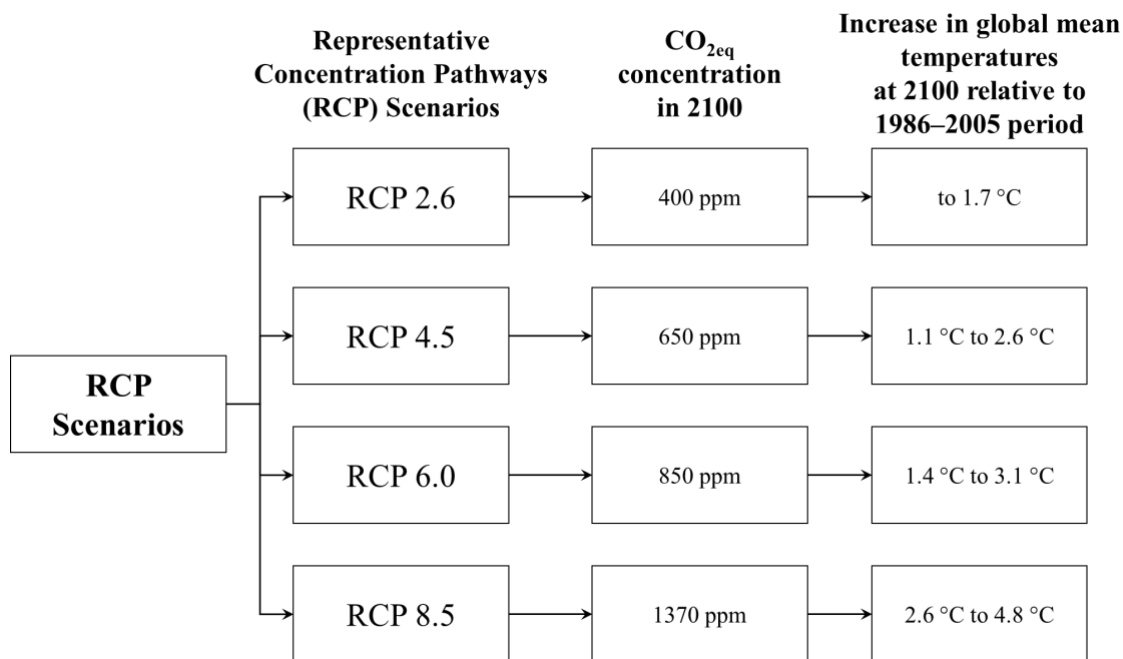 Representative
Concentration Pathways
(RCP) Scenarios
CO2eq
concentration
in 2100
Increase in global mean
temperatures
at 2100 relative to
1986–2005 period
RCP
Scenarios
RCP 2.6
400 ppm
to 1.7 °C
RCP 4.5
650 ppm
1.1 °C to 2.6 °C
RCP 6.0
850 ppm
1.4 °C to 3.1 °C
RCP 8.5
1370 ppm
2.6 °C to 4.8 °C